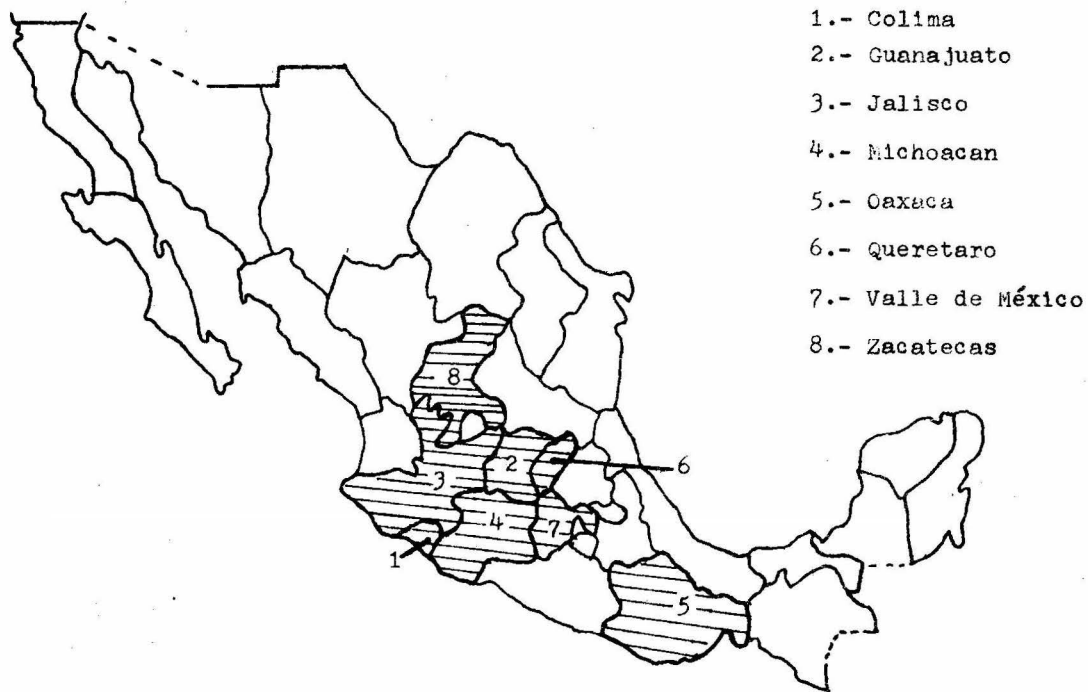 1.- Colima
2.- Guanajuato
3.- Jalisco
4.- Michoacan
5.- Oaxaca
6.- Queretaro
7.- Valle de México
8.- Zacatecas
8
2
6
3
4
7
1
5